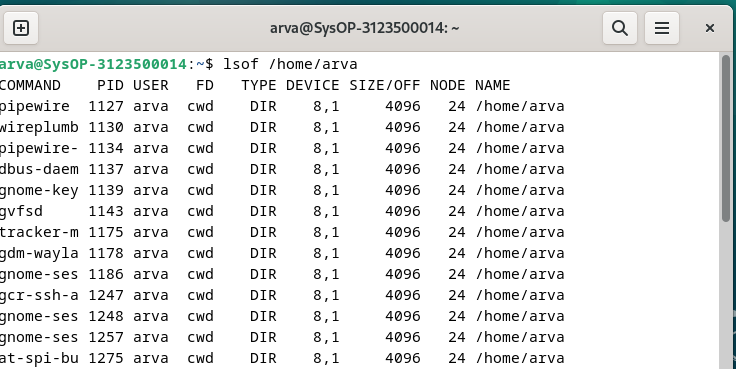 arva@SysOP-3123500014: ~
arva@SysOP-3123500014:~$ lsof /home/arva
COMMAND    PID USER   FD   TYPE DEVICE SIZE/OFF NODE NAME
pipewire  1127 arva  cwd    DIR    8,1     4096   24 /home/arva
wireplumb 1130 arva  cwd    DIR    8,1     4096   24 /home/arva
pipewire- 1134 arva  cwd    DIR    8,1     4096   24 /home/arva
dbus-daem 1137 arva  cwd    DIR    8,1     4096   24 /home/arva
gnome-key 1139 arva  cwd    DIR    8,1     4096   24 /home/arva
gvfsd     1143 arva  cwd    DIR    8,1     4096   24 /home/arva
tracker-m 1175 arva  cwd    DIR    8,1     4096   24 /home/arva
gdm-wayla 1178 arva  cwd    DIR    8,1     4096   24 /home/arva
gnome-ses 1186 arva  cwd    DIR    8,1     4096   24 /home/arva
gcr-ssh-a 1247 arva  cwd    DIR    8,1     4096   24 /home/arva
gnome-ses 1248 arva  cwd    DIR    8,1     4096   24 /home/arva
gnome-ses 1257 arva  cwd    DIR    8,1     4096   24 /home/arva
at-spi-bu 1275 arva  cwd    DIR    8,1     4096   24 /home/arva